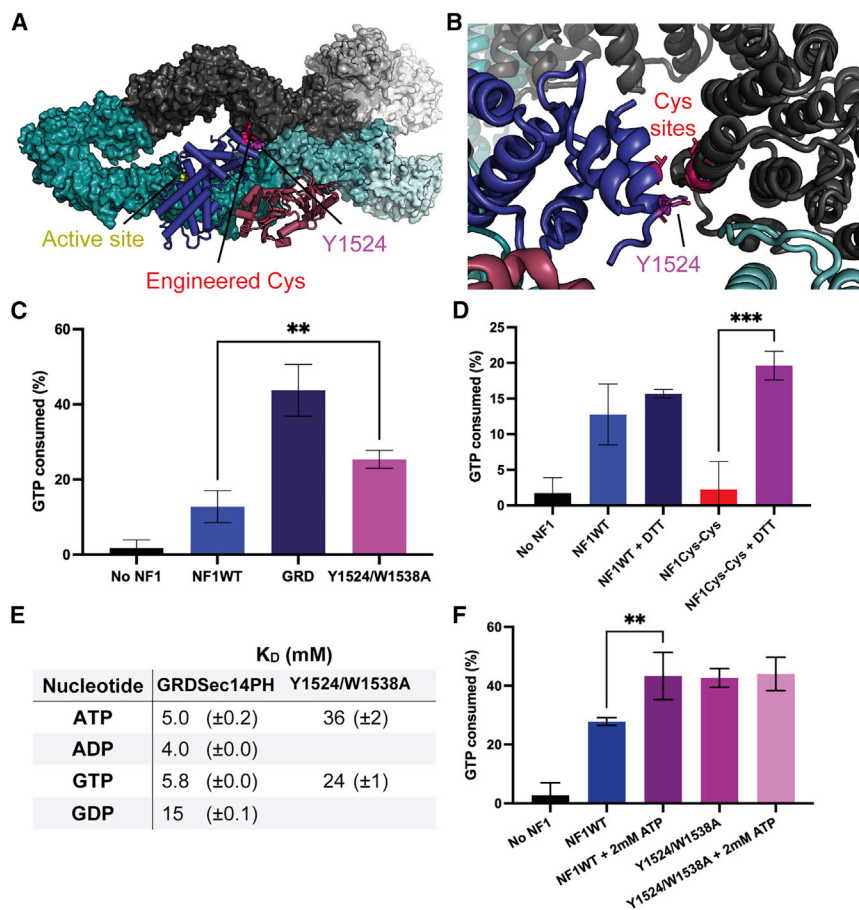 A
Active site
Engineered Cys
Y1524
B
Cys
sites
Y1524
C
GTP consumed (%)
60
40
20
0
**
No NF1
NF1WT
GRD
Y1524/W1538A
D
GTP consumed (%)
25
20
15
10
5
0
***
No NF1
NF1WT
NF1WT + DTT
NF1Cys-Cys
NF1Cys-Cys + DTT
E
KD (mM)
Nucleotide GRDSec14PH Y1524/W1538A
ATP 5.0 (±0.2) 36 (±2)
ADP 4.0 (±0.0)
GTP 5.8 (±0.0) 24 (±1)
GDP 15 (±0.1)
F
GTP consumed (%)
60
40
20
0
**
No NF1
NF1WT
NF1WT + 2mM ATP
Y1524/W1538A
Y1524/W1538A + 2mM ATP